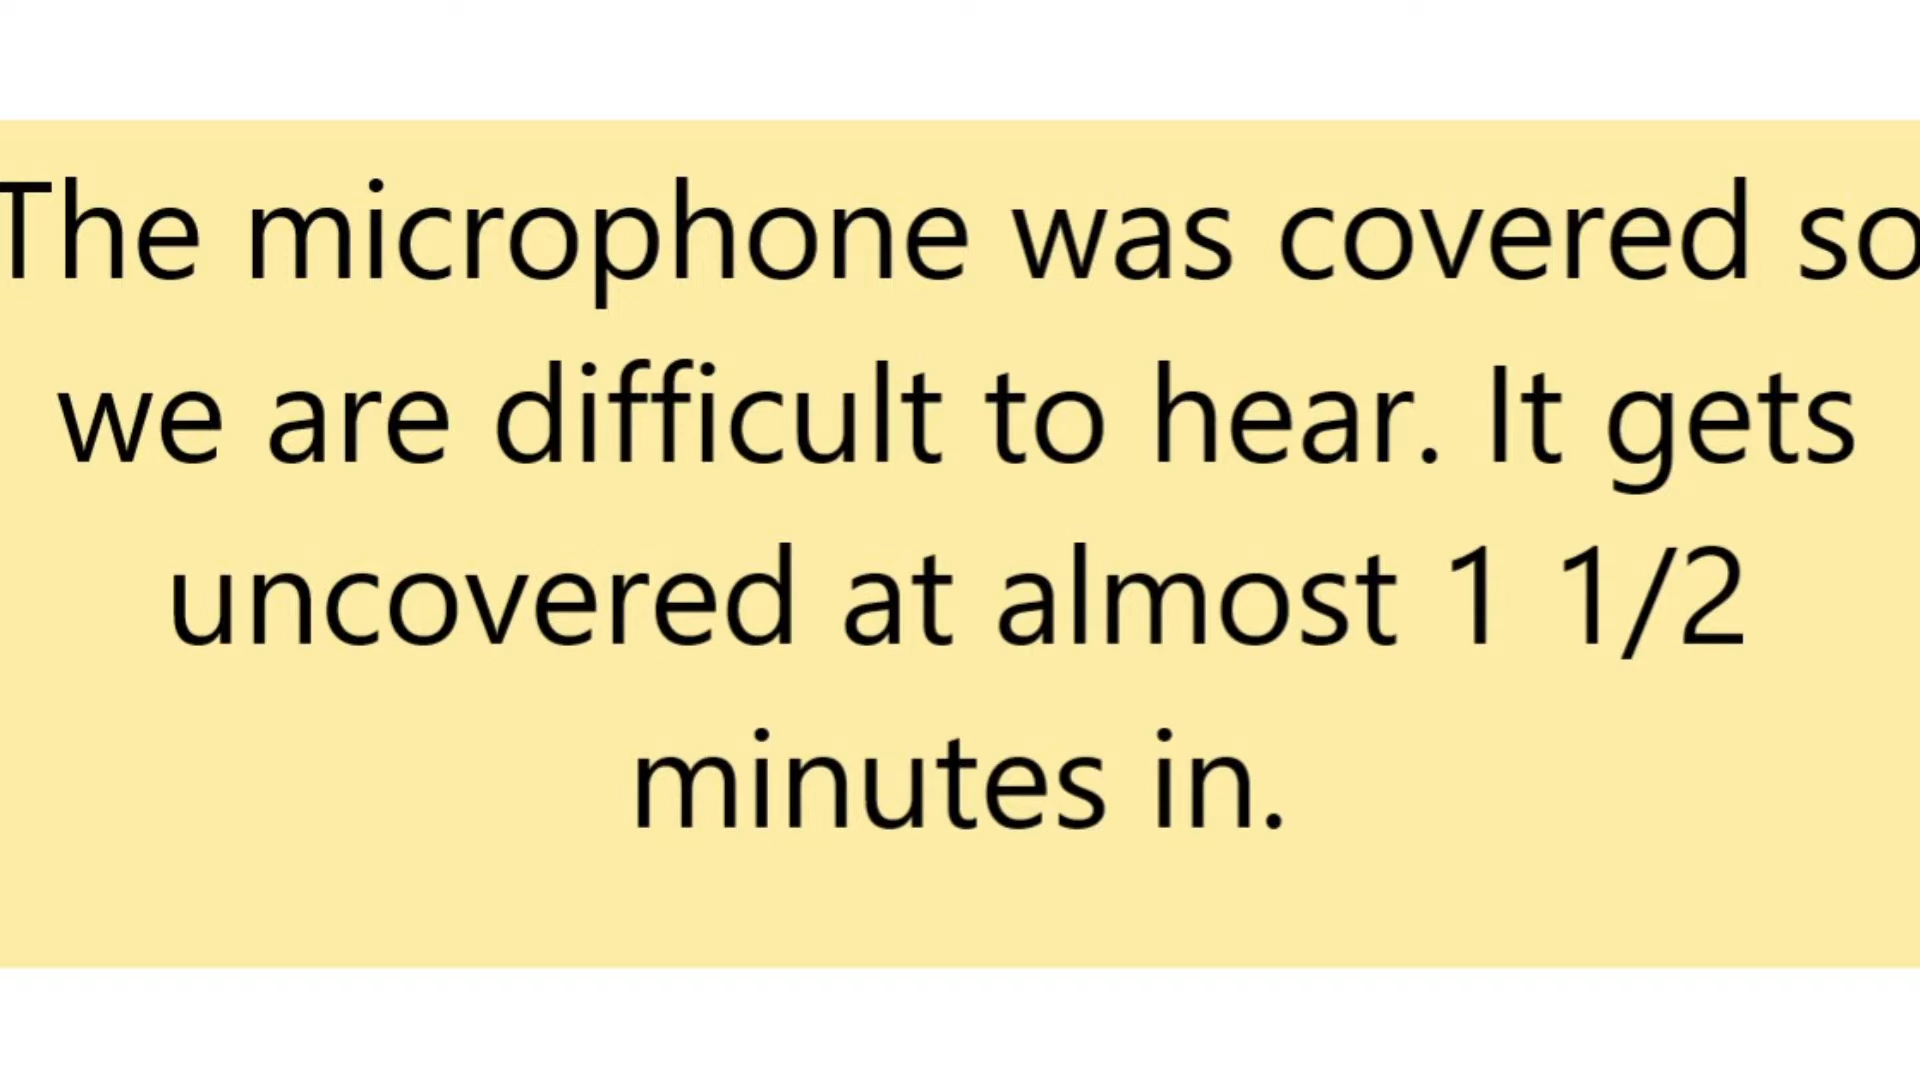 The microphone was covered so
we are difficult to hear. It gets
uncovered at almost 1 1/2
minutes in.